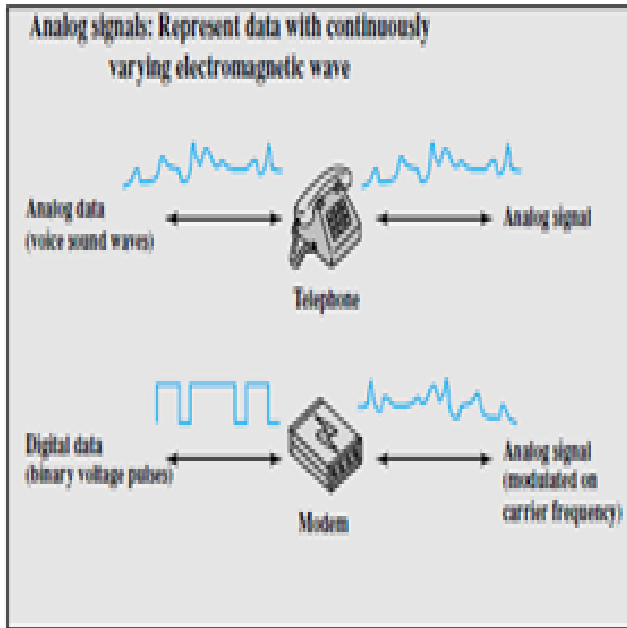 Analog signals: Represent data with continuously
varying electromagnetic wave
Analog data
(voice sound waves)
Analog signal
Telephone
Digital data
(binary voltage pulses)
Analog signal
(modulated on
carrier frequency)
Modem